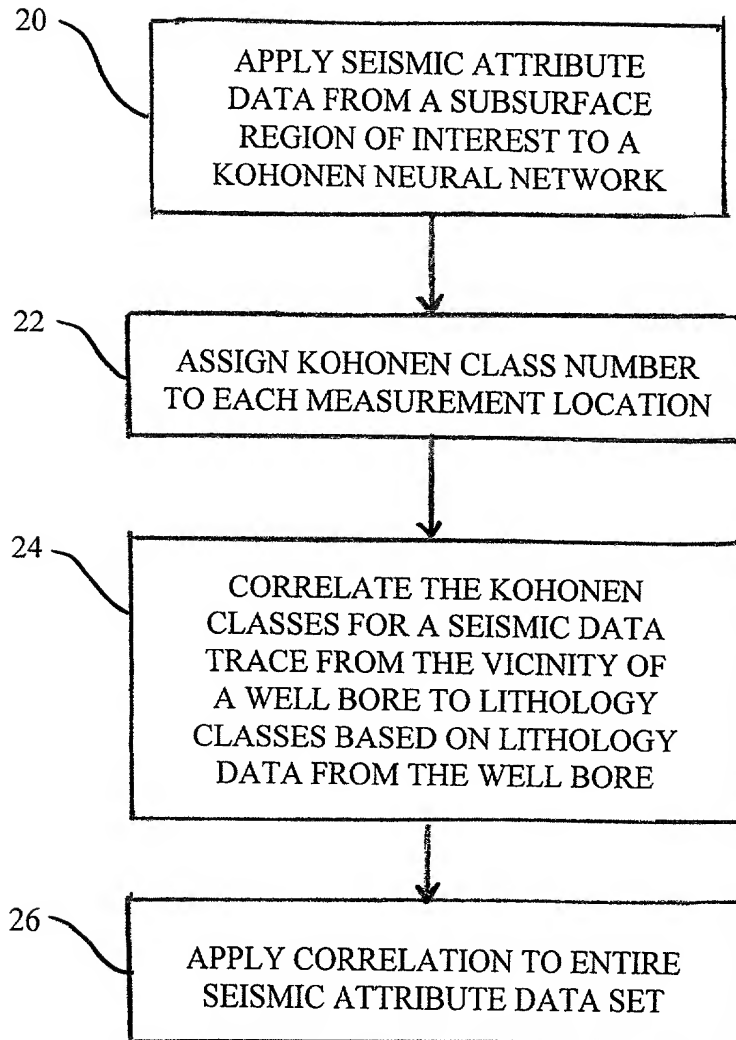 20
APPLY SEISMIC ATTRIBUTE
DATA FROM A SUBSURFACE
REGION OF INTEREST TO A
KOHONEN NEURAL NETWORK
22
ASSIGN KOHONEN CLASS NUMBER
TO EACH MEASUREMENT LOCATION
24
CORRELATE THE KOHONEN
CLASSES FOR A SEISMIC DATA
TRACE FROM THE VICINITY OF
A WELL BORE TO LITHOLOGY
CLASSES BASED ON LITHOLOGY
DATA FROM THE WELL BORE
26
APPLY CORRELATION TO ENTIRE
SEISMIC ATTRIBUTE DATA SET